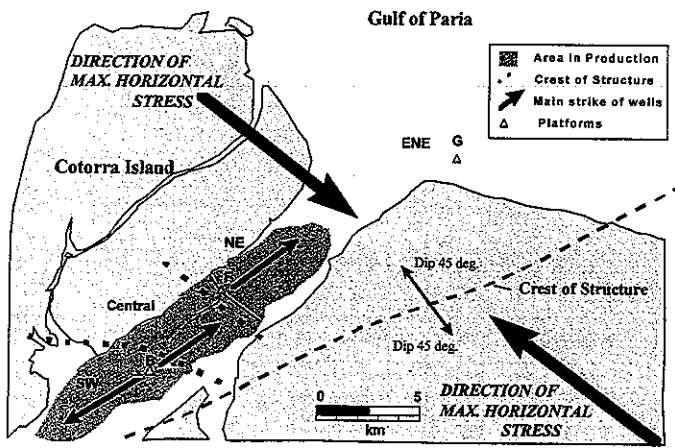 Gulf of Paria
DIRECTION OF
MAX. HORIZONTAL
STRESS
Area in Production
Crest of Structure
Main strike of wells
Platforms
ENE
G
Cotorra Island
NE
Dip 45 deg.
Central
Crest of Structure
Dip 45 deg.
SW
0
5
km
DIRECTION OF
MAX. HORIZONTAL
STRESS